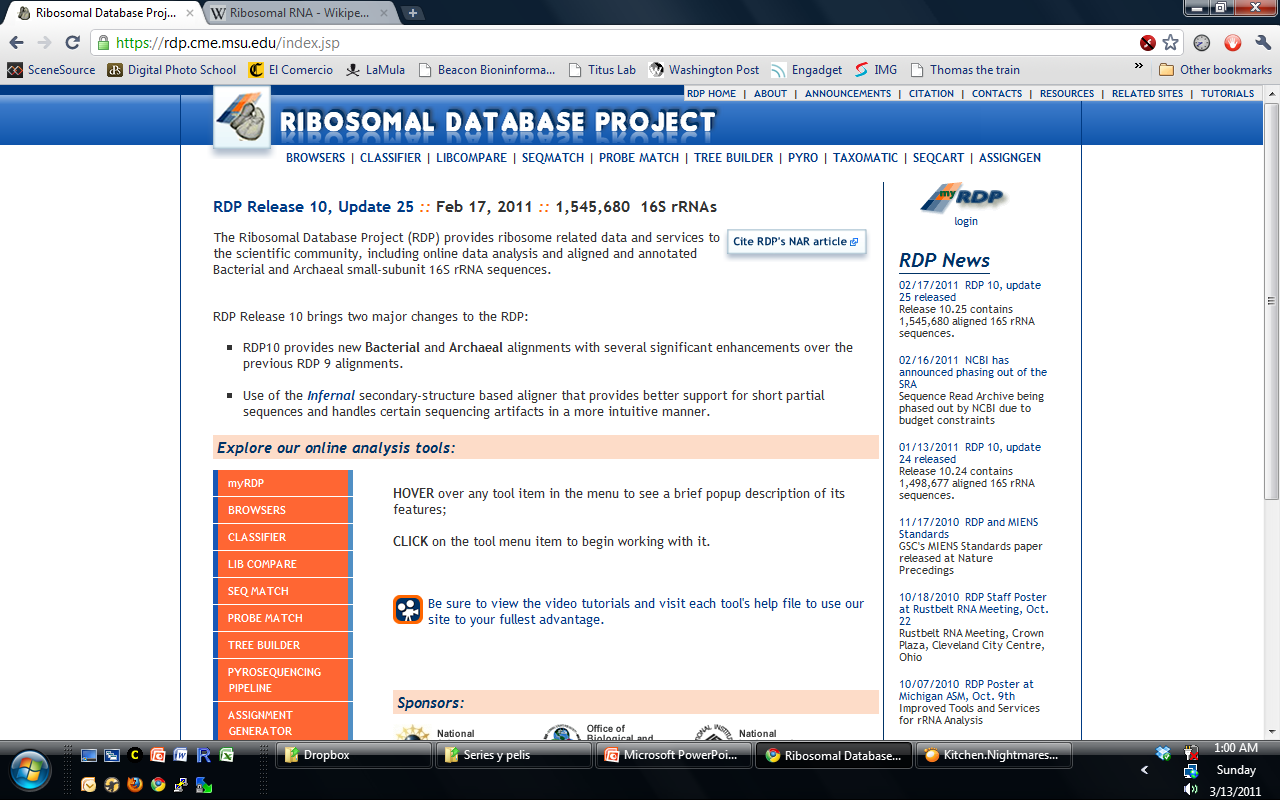 Ribosomal Database Proj...
Ribosomal RNA - Wikipe...
https://rdp.cme.msu.edu/index.jsp
SceneSource
Digital Photo School
El Comercio
LaMula
Beacon Bioninforma...
Titus Lab
Washington Post
Engadget
IMG
Thomas the train
»
Other bookmarks
RDP HOME | ABOUT | ANNOUNCEMENTS | CITATION | CONTACTS | RESOURCES | RELATED SITES | TUTORIALS
RIBOSOMAL DATABASE PROJECT
BROWSERS | CLASSIFIER | LIBCOMPARE | SEQMATCH | PROBE MATCH | TREE BUILDER | PYRO | TAXOMATIC | SEQCART | ASSIGNGEN
RDP Release 10, Update 25 :: Feb 17, 2011 :: 1,545,680 16S rRNAs
The Ribosomal Database Project (RDP) provides ribosome related data and services to
the scientific community, including online data analysis and aligned and annotated
Bacterial and Archaeal small-subunit 16S rRNA sequences.
Cite RDP's NAR article
RDP Release 10 brings two major changes to the RDP:
RDP10 provides new Bacterial and Archaeal alignments with several significant enhancements over the
previous RDP 9 alignments.
Use of the Infernal secondary-structure based aligner that provides better support for short partial
sequences and handles certain sequencing artifacts in a more intuitive manner.
Explore our online analysis tools:
myRDP
BROWSERS
CLASSIFIER
LIB COMPARE
SEQ MATCH
PROBE MATCH
TREE BUILDER
PYROSEQUENCING
PIPELINE
ASSIGNMENT
GENERATOR
HOVER over any tool item in the menu to see a brief popup description of its
features;
CLICK on the tool menu item to begin working with it.
Be sure to view the video tutorials and visit each tool's help file to use our
site to your fullest advantage.
Sponsors:
National
Office of
Biological and
National
my RDP
login
RDP News
02/17/2011 RDP 10, update
25 released
Release 10.25 contains
1,545,680 aligned 16S rRNA
sequences.
02/16/2011 NCBI has
announced phasing out of the
SRA
Sequence Read Archive being
phased out by NCBI due to
budget constraints
01/13/2011 RDP 10, update
24 released
Release 10.24 contains
1,498,677 aligned 16S rRNA
sequences.
11/17/2010 RDP and MIENS
Standards
GSC's MIENS Standards paper
released at Nature
Precedings
10/18/2010 RDP Staff Poster
at Rustbelt RNA Meeting, Oct.
22
Rustbelt RNA Meeting, Crown
Plaza, Cleveland City Centre,
Ohio
10/07/2010 RDP Poster at
Michigan ASM, Oct. 9th
Improved Tools and Services
for rRNA Analysis
Dropbox
Series y pelis
Microsoft PowerPoi...
Ribosomal Database...
Kitchen.Nightmares...
1:00 AM
Sunday
3/13/2011